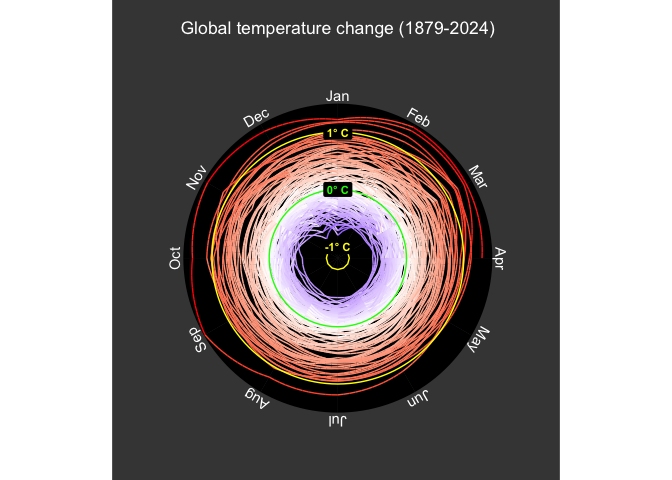 Global temperature change (1879-2024)
Jan
Feb
Mar
Apr
May
Jun
Jul
Aug
Sep
Oct
Nov
Dec
1° C
0° C
-1° C